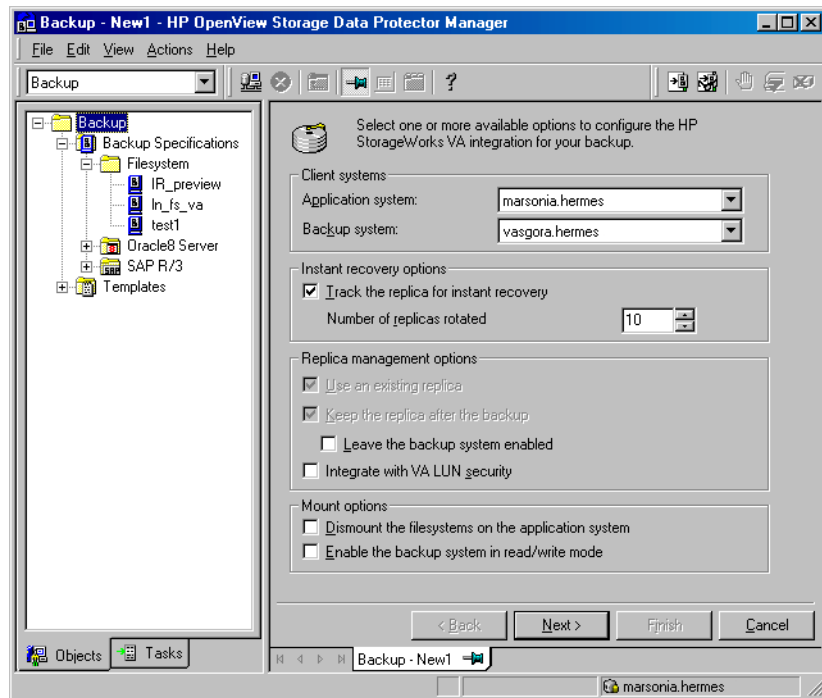 Backup - New1 - HP OpenView Storage Data Protector Manager
File Edit View Actions Help
Backup
?
Backup
Backup Specifications
Filesystem
IR_preview
ln_fs_va
test1
Oracle8 Server
SAP R/3
Templates
Select one or more available options to configure the HP
StorageWorks VA integration for your backup.
Client systems
Application system: marsonia.hermes
Backup system: vasgora.hermes
Instant recovery options
Track the replica for instant recovery
Number of replicas rotated 10
Replica management options
Use an existing replica
Keep the replica after the backup
Leave the backup system enabled
Integrate with VA LUN security
Mount options
Dismount the filesystems on the application system
Enable the backup system in read/write mode
< Back Next > Finish Cancel
Objects Tasks
Backup - New1
marsonia.hermes